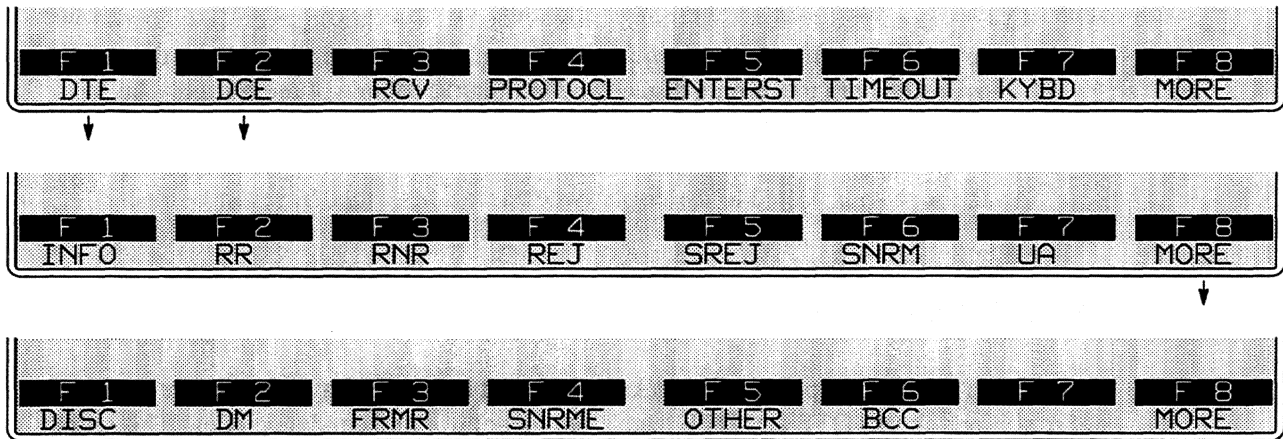 F 1 F 2 F 3 F 4 F 5 F 6 F 7 F 8
DTE DCE RCV PROTOCL ENTERST TIMEOUT KYBD MORE
F 1 F 2 F 3 F 4 F 5 F 6 F 7 F 8
INFO RR RNR REJ SREJ SNRM UA MORE
F 1 F 2 F 3 F 4 F 5 F 6 F 7 F 8
DISC DM FRMR SNRME OTHER BCC MORE